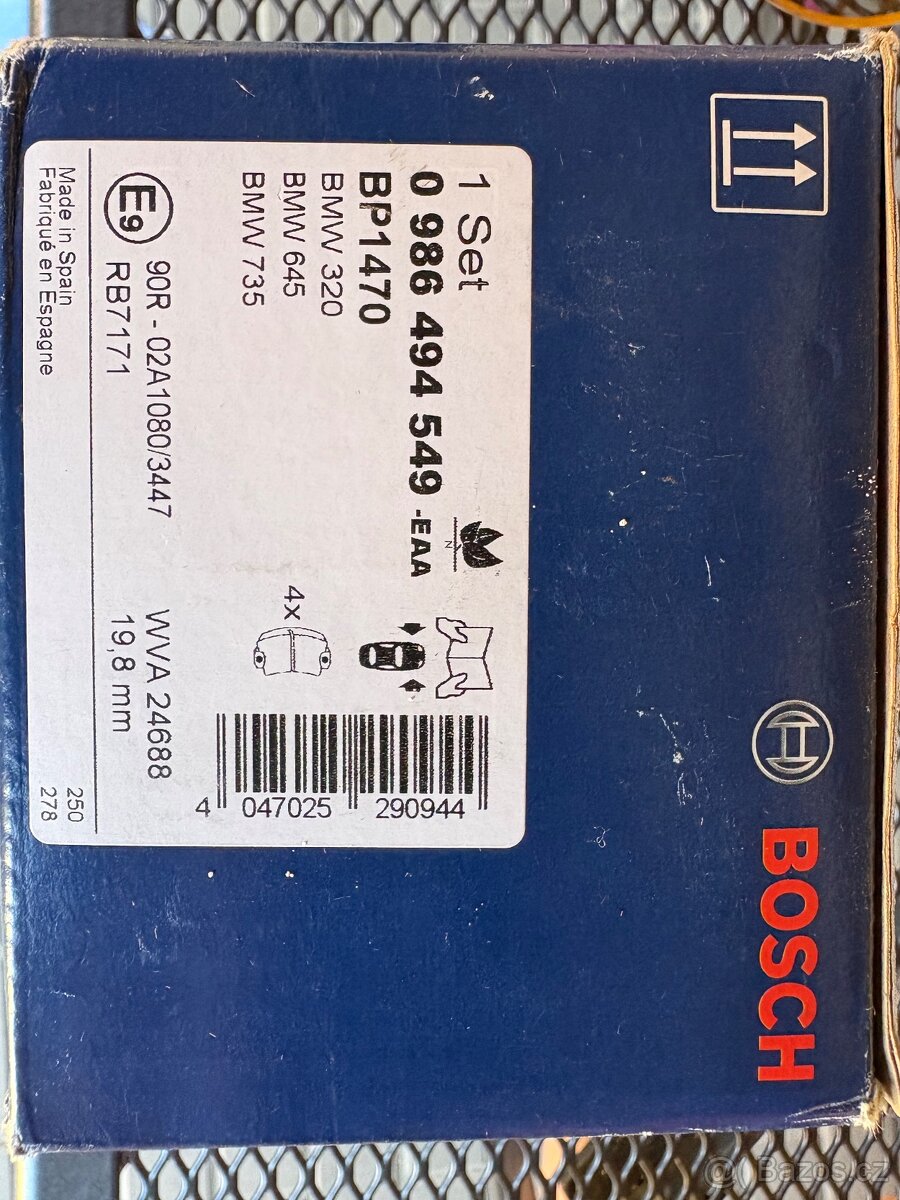 1 Set
0 986 494 549 -EAA
BP1470
BMW 320
BMW 645
BMW 735
N
4x
4 047025 290944
E9
90R - 02A1080/3447
RB7171
WVA 24688
19,8 mm
Made in Spain
Fabriqué en Espagne
250
278
BOSCH
@ Bazos.cz